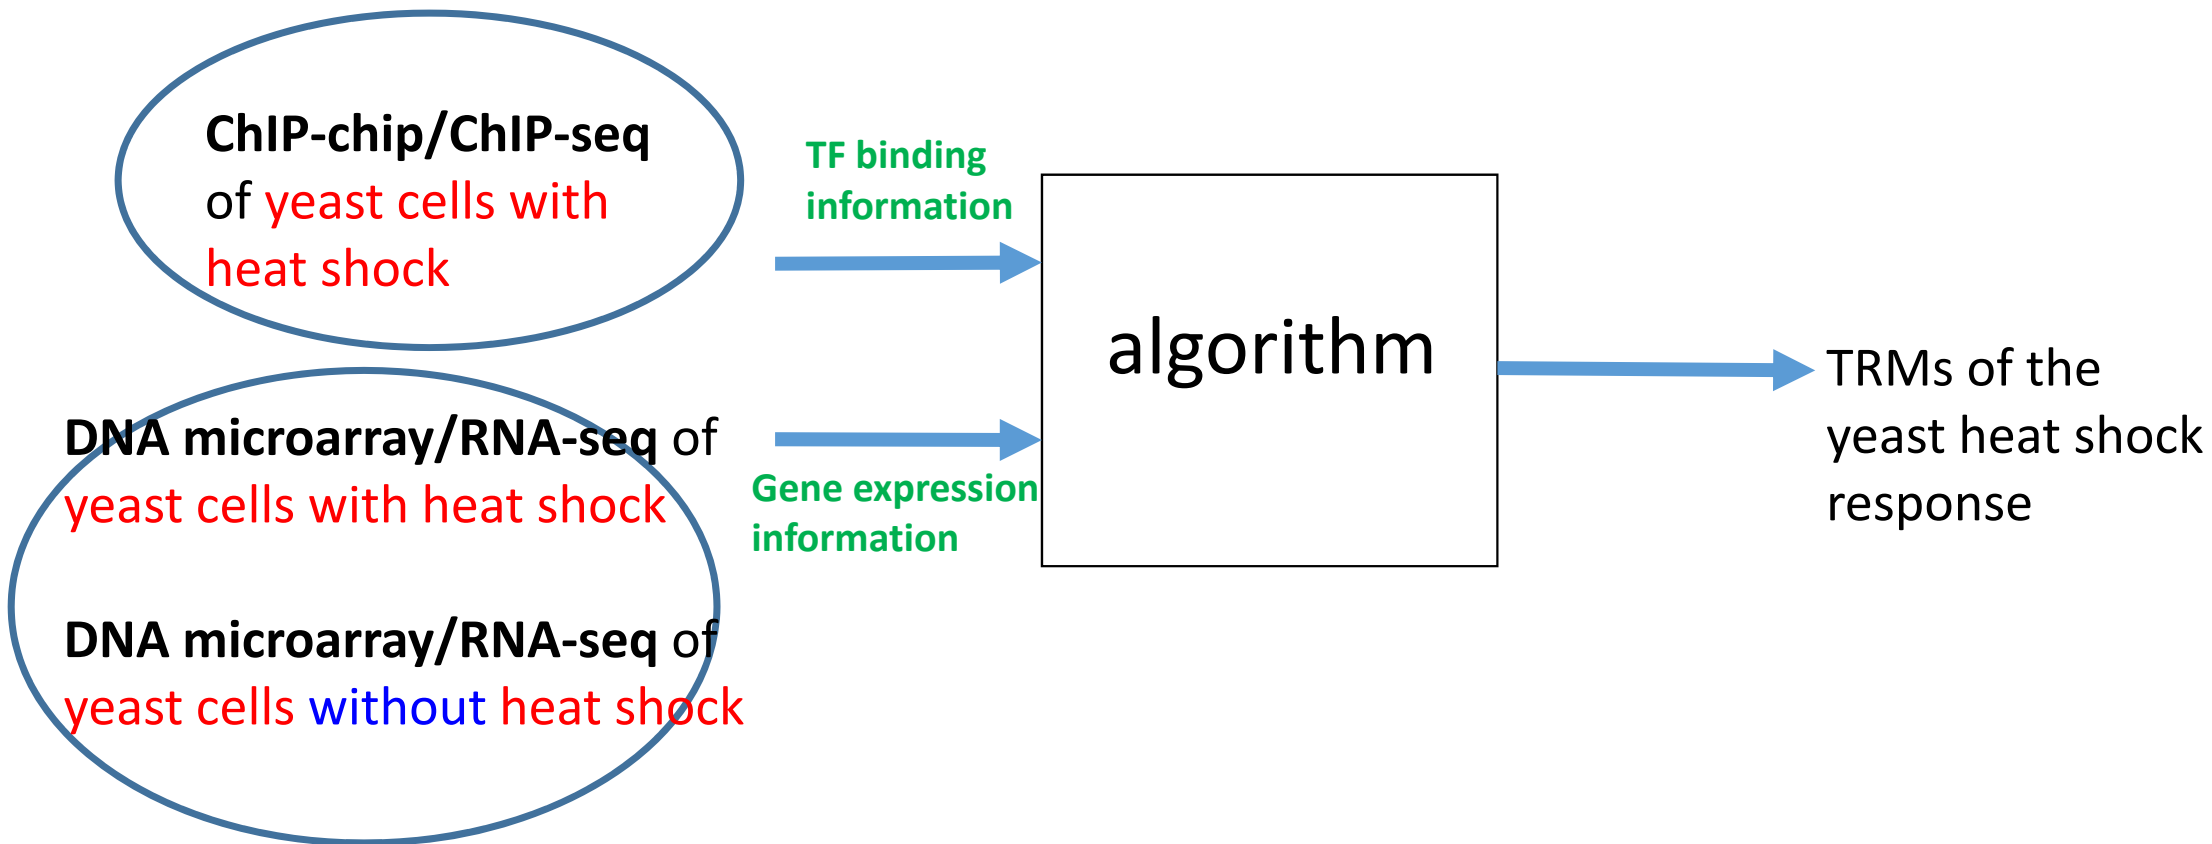 ChIP-chip/ChIP-seq
of yeast cells with
heat shock
TF binding
information
DNA microarray/RNA-seq of
yeast cells with heat shock
Gene expression
information
DNA microarray/RNA-seq of
yeast cells without heat shock
algorithm
TRMs of the
yeast heat shock
response